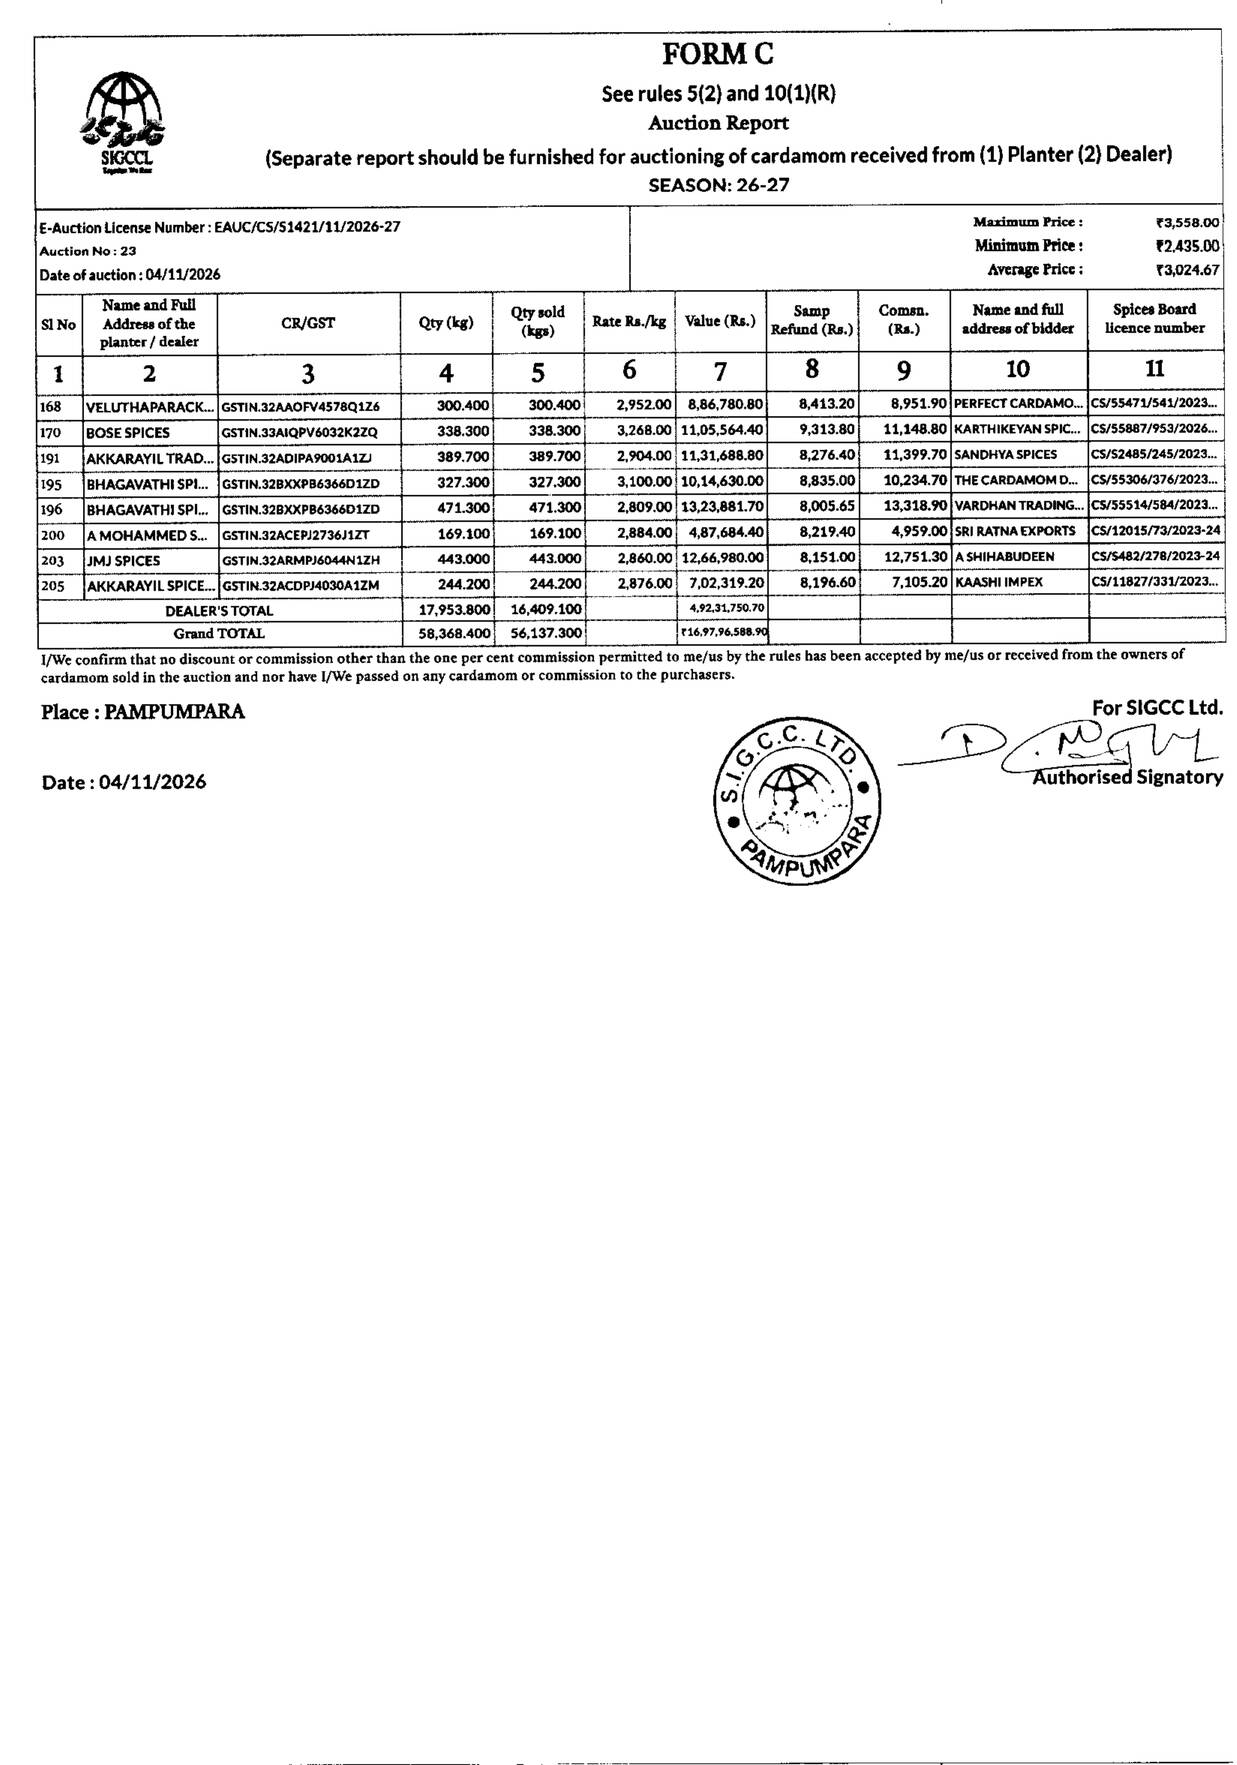 FORM C
See rules 5(2) and 10(1)(R)
Auction Report
(Separate report should be furnished for auctioning of cardamom received from (1) Planter (2) Dealer)
SEASON: 26-27
SIGCCL
Together We Rise
E-Auction License Number : EAUC/CS/S1421/11/2026-27
Auction No : 23
Date of auction : 04/11/2026
Maximum Price : ₹3,558.00
Minimum Price : ₹2,435.00
Average Price : ₹3,024.67
Sl No Name and Full Address of the planter / dealer CR/GST Qty (kg) Qty sold (kgs) Rate Rs./kg Value (Rs.) Samp Refund (Rs.) Comsn. (Rs.) Name and full address of bidder Spices Board licence number
1 2 3 4 5 6 7 8 9 10 11
168 VELUTHAPARACK... GSTIN.32AAOFV4578Q1Z6 300.400 300.400 2,952.00 8,86,780.80 8,413.20 8,951.90 PERFECT CARDAMO... CS/55471/541/2023...
170 BOSE SPICES GSTIN.33AIQPV6032K2ZQ 338.300 338.300 3,268.00 11,05,564.40 9,313.80 11,148.80 KARTHIKEYAN SPIC... CS/55887/953/2026...
191 AKKARAYIL TRAD... GSTIN.32ADIPA9001A1ZJ 389.700 389.700 2,904.00 11,31,688.80 8,276.40 11,399.70 SANDHYA SPICES CS/S2485/245/2023...
195 BHAGAVATHI SPI... GSTIN.32BXXPB6366D1ZD 327.300 327.300 3,100.00 10,14,630.00 8,835.00 10,234.70 THE CARDAMOM D... CS/55306/376/2023...
196 BHAGAVATHI SPI... GSTIN.32BXXPB6366D1ZD 471.300 471.300 2,809.00 13,23,881.70 8,005.65 13,318.90 VARDHAN TRADING... CS/55514/584/2023...
200 A MOHAMMED S... GSTIN.32ACEPJ2736J1ZT 169.100 169.100 2,884.00 4,87,684.40 8,219.40 4,959.00 SRI RATNA EXPORTS CS/12015/73/2023-24
203 JMJ SPICES GSTIN.32ARMPJ6044N1ZH 443.000 443.000 2,860.00 12,66,980.00 8,151.00 12,751.30 A SHIHABUDEEN CS/S482/278/2023-24
205 AKKARAYIL SPICE... GSTIN.32ACDPJ4030A1ZM 244.200 244.200 2,876.00 7,02,319.20 8,196.60 7,105.20 KAASHI IMPEX CS/11827/331/2023...
DEALER'S TOTAL 17,953.800 16,409.100 4,92,31,750.70
Grand TOTAL 58,368.400 56,137.300 ₹16,97,96,588.90
I/We confirm that no discount or commission other than the one per cent commission permitted to me/us by the rules has been accepted by me/us or received from the owners of
cardamom sold in the auction and nor have I/We passed on any cardamom or commission to the purchasers.
Place : PAMPUMPARA
For SIGCC Ltd.
Date : 04/11/2026
Authorised Signatory
S.I.G.C.C. LTD.
PAMPUMPARA